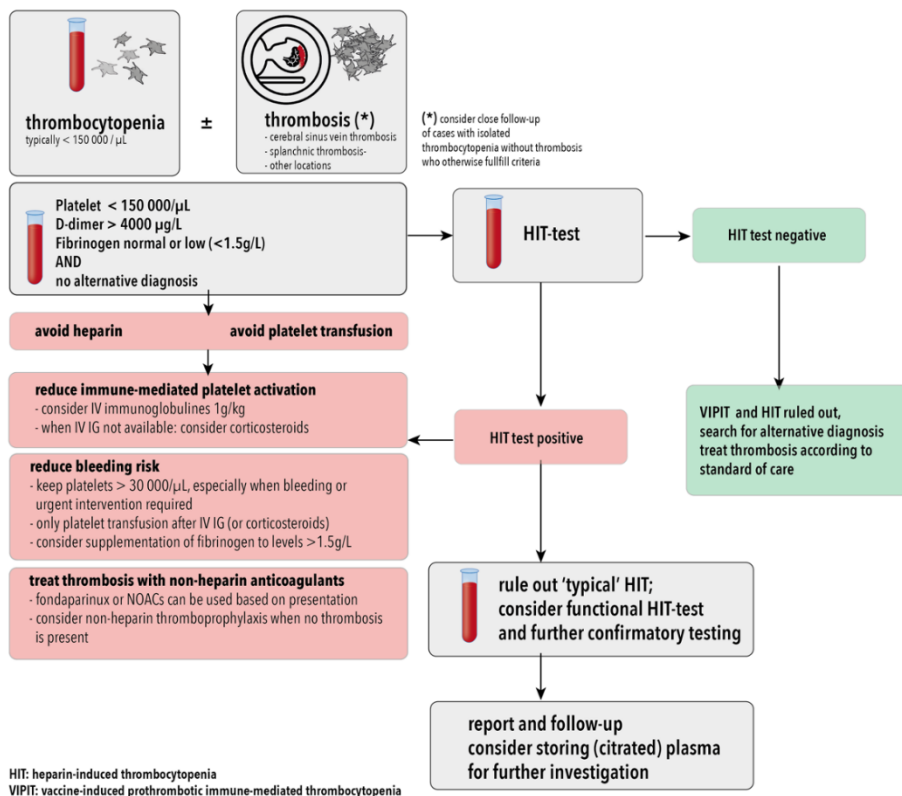 thrombocytopenia
typically < 150 000 / µL
±
thrombosis (*)
- cerebral sinus vein thrombosis
- splanchnic thrombosis-
- other locations
(*) consider close follow-up
of cases with isolated
thrombocytopenia without thrombosis
who otherwise fullfill criteria
Platelet < 150 000/µL
D-dimer > 4000 µg/L
Fibrinogen normal or low (<1.5g/L)
AND
no alternative diagnosis
HIT-test
HIT test negative
avoid heparin
avoid platelet transfusion
reduce immune-mediated platelet activation
- consider IV immunoglobulines 1g/kg
- when IV IG not available: consider corticosteroids
HIT test positive
VIPIT and HIT ruled out,
search for alternative diagnosis
treat thrombosis according to
standard of care
reduce bleeding risk
- keep platelets > 30 000/µL, especially when bleeding or
urgent intervention required
- only platelet transfusion after IV IG (or corticosteroids)
- consider supplementation of fibrinogen to levels >1.5g/L
treat thrombosis with non-heparin anticoagulants
- fondaparinux or NOACs can be used based on presentation
- consider non-heparin thromboprophylaxis when no thrombosis
is present
rule out ‘typical’ HIT;
consider functional HIT-test
and further confirmatory testing
report and follow-up
consider storing (citrated) plasma
for further investigation
HIT: heparin-induced thrombocytopenia
VIPIT: vaccine-induced prothrombotic immune-mediated thrombocytopenia